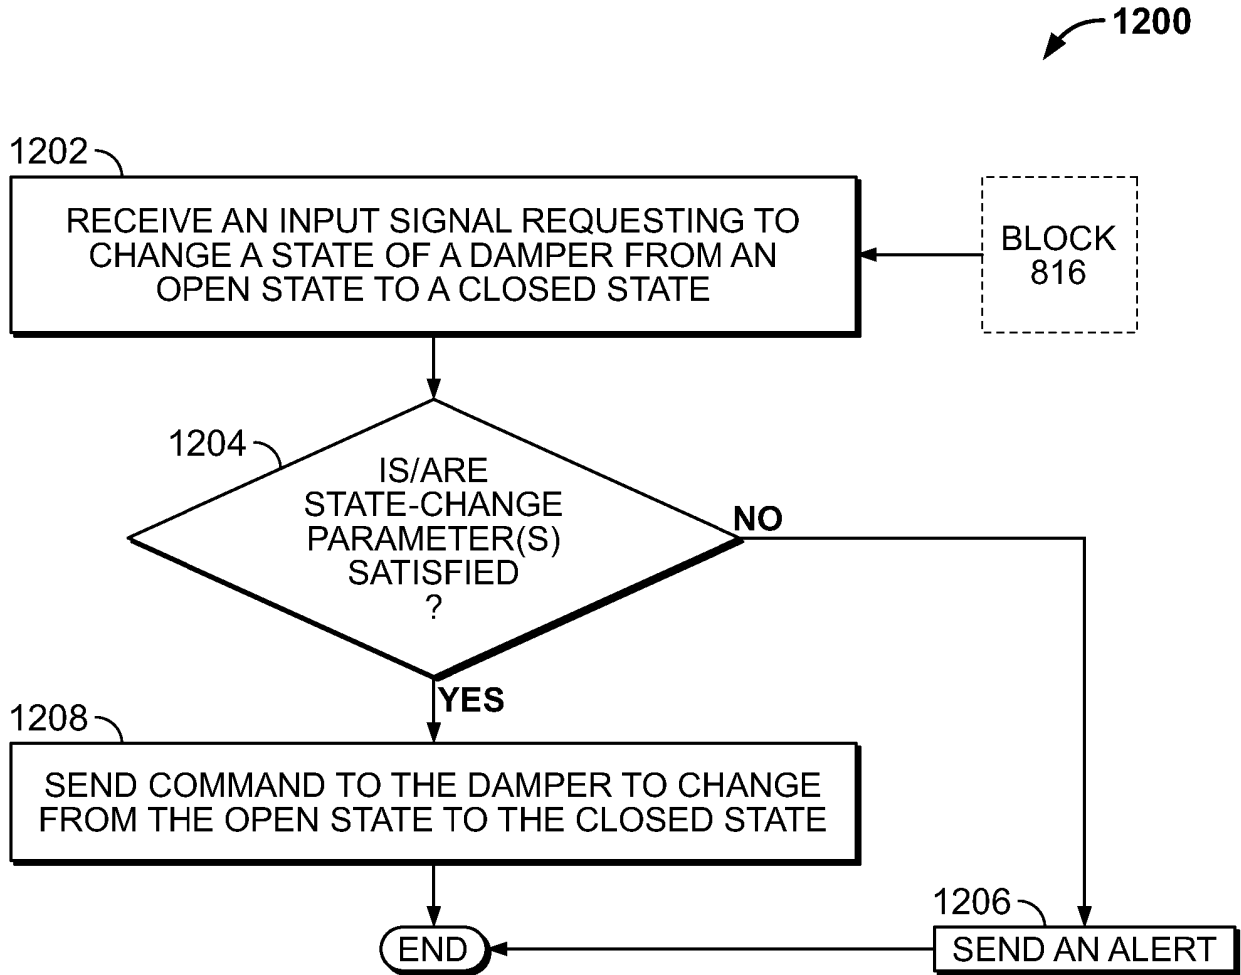 1200
1202
RECEIVE AN INPUT SIGNAL REQUESTING TO
CHANGE A STATE OF A DAMPER FROM AN
OPEN STATE TO A CLOSED STATE
BLOCK
816
1204
IS/ARE
STATE-CHANGE
PARAMETER(S)
SATISFIED
?
NO
YES
1208
SEND COMMAND TO THE DAMPER TO CHANGE
FROM THE OPEN STATE TO THE CLOSED STATE
1206
SEND AN ALERT
END